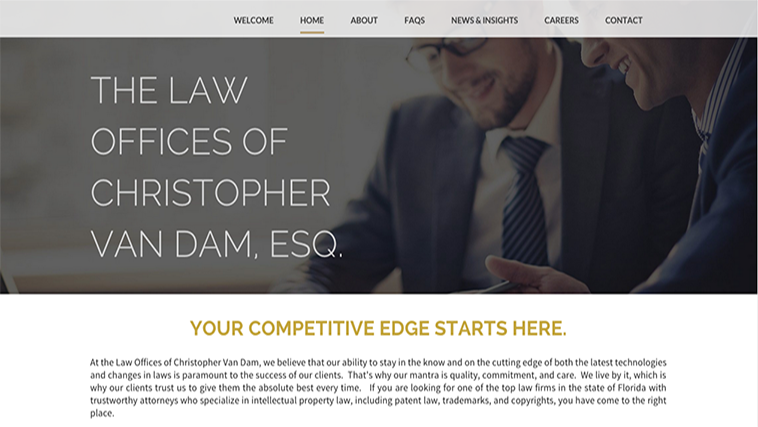 WELCOME HOME ABOUT FAQS NEWS & INSIGHTS CAREERS CONTACT
THE LAW
OFFICES OF
CHRISTOPHER
VAN DAM, ESQ.
YOUR COMPETITIVE EDGE STARTS HERE.
At the Law Offices of Christopher Van Dam, we believe that our ability to stay in the know and on the cutting edge of both the latest technologies
and changes in laws is paramount to the success of our clients. That's why our mantra is quality, commitment, and care. We live by it, which is
why our clients trust us to give them the absolute best every time. If you are looking for one of the top law firms in the state of Florida with
trustworthy attorneys who specialize in intellectual property law, including patent law, trademarks, and copyrights, you have come to the right
place.